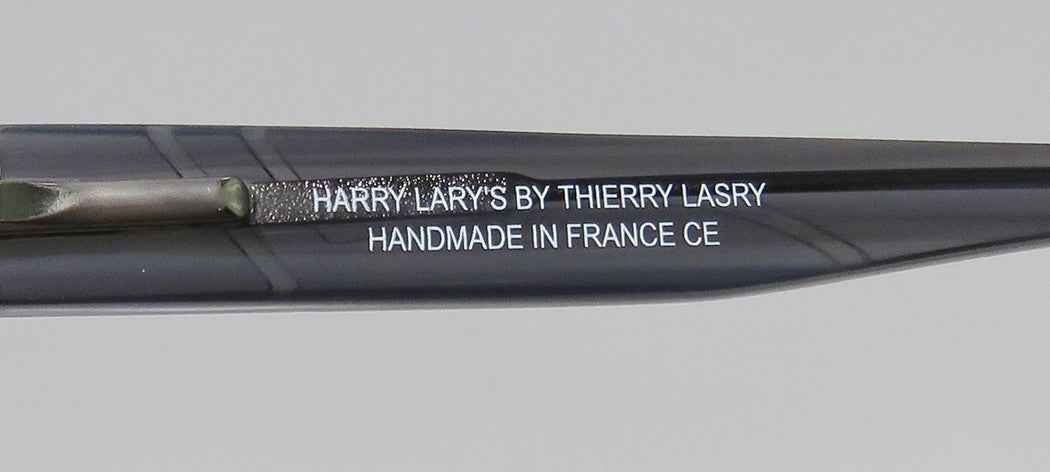 HARRY LARY'S BY THIERRY LASRY
HANDMADE IN FRANCE CE